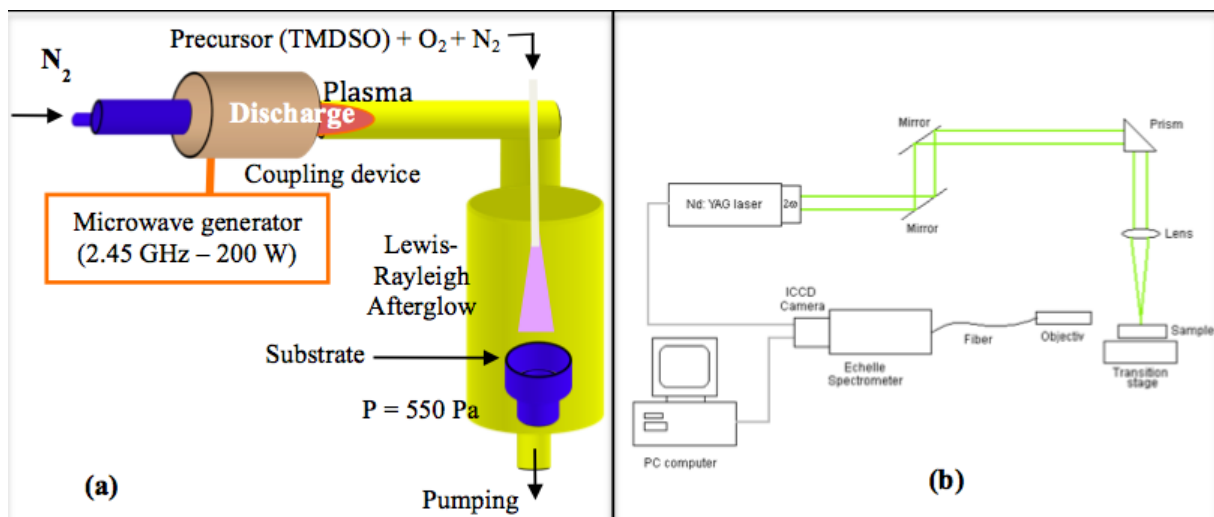 Precursor (TMDSO) + O₂ + N₂
N₂
Plasma
Discharge
Coupling device
Microwave generator
(2.45 GHz – 200 W)
Lewis-
Rayleigh
Afterglow
Substrate
P = 550 Pa
(a)
Pumping
Mirror
Prism
Nd: YAG laser
2ω
Mirror
Lens
ICCD
Camera
Sample
Fiber
Objectiv
Echelle
Spectrometer
Transition
stage
PC computer
(b)